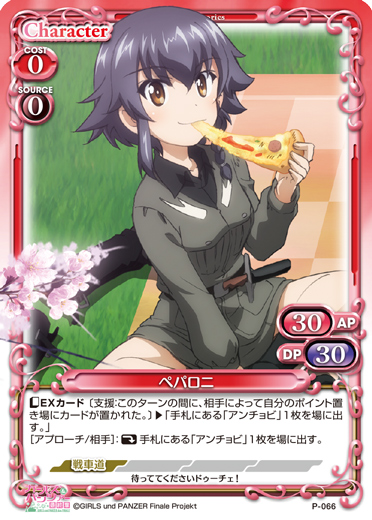 Character
COST
0
SOURCE
0
30 AP
DP 30
ペパロニ
EXカード〔支援:このターンの間に、相手によって自分のポイント置
き場にカードが置かれた。〕▶「手札にある「アンチョビ」1枚を場に出
す。」
[アプローチ/相手]: 手札にある「アンチョビ」1枚を場に出す。
戦車道
待っててくださいドゥーチェ!
©GIRLS und PANZER Finale Projekt
P-066